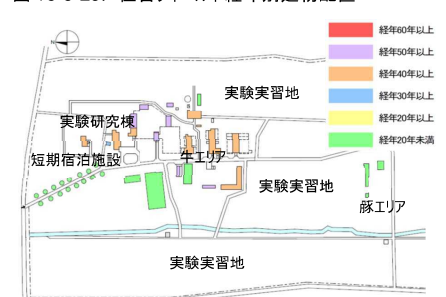 経年60年以上
経年50年以上
経年40年以上
経年30年以上
経年20年以上
経年20年未満
実験実習地
実験研究棟
短期宿泊施設
牛エリア
実験実習地
豚エリア
実験実習地